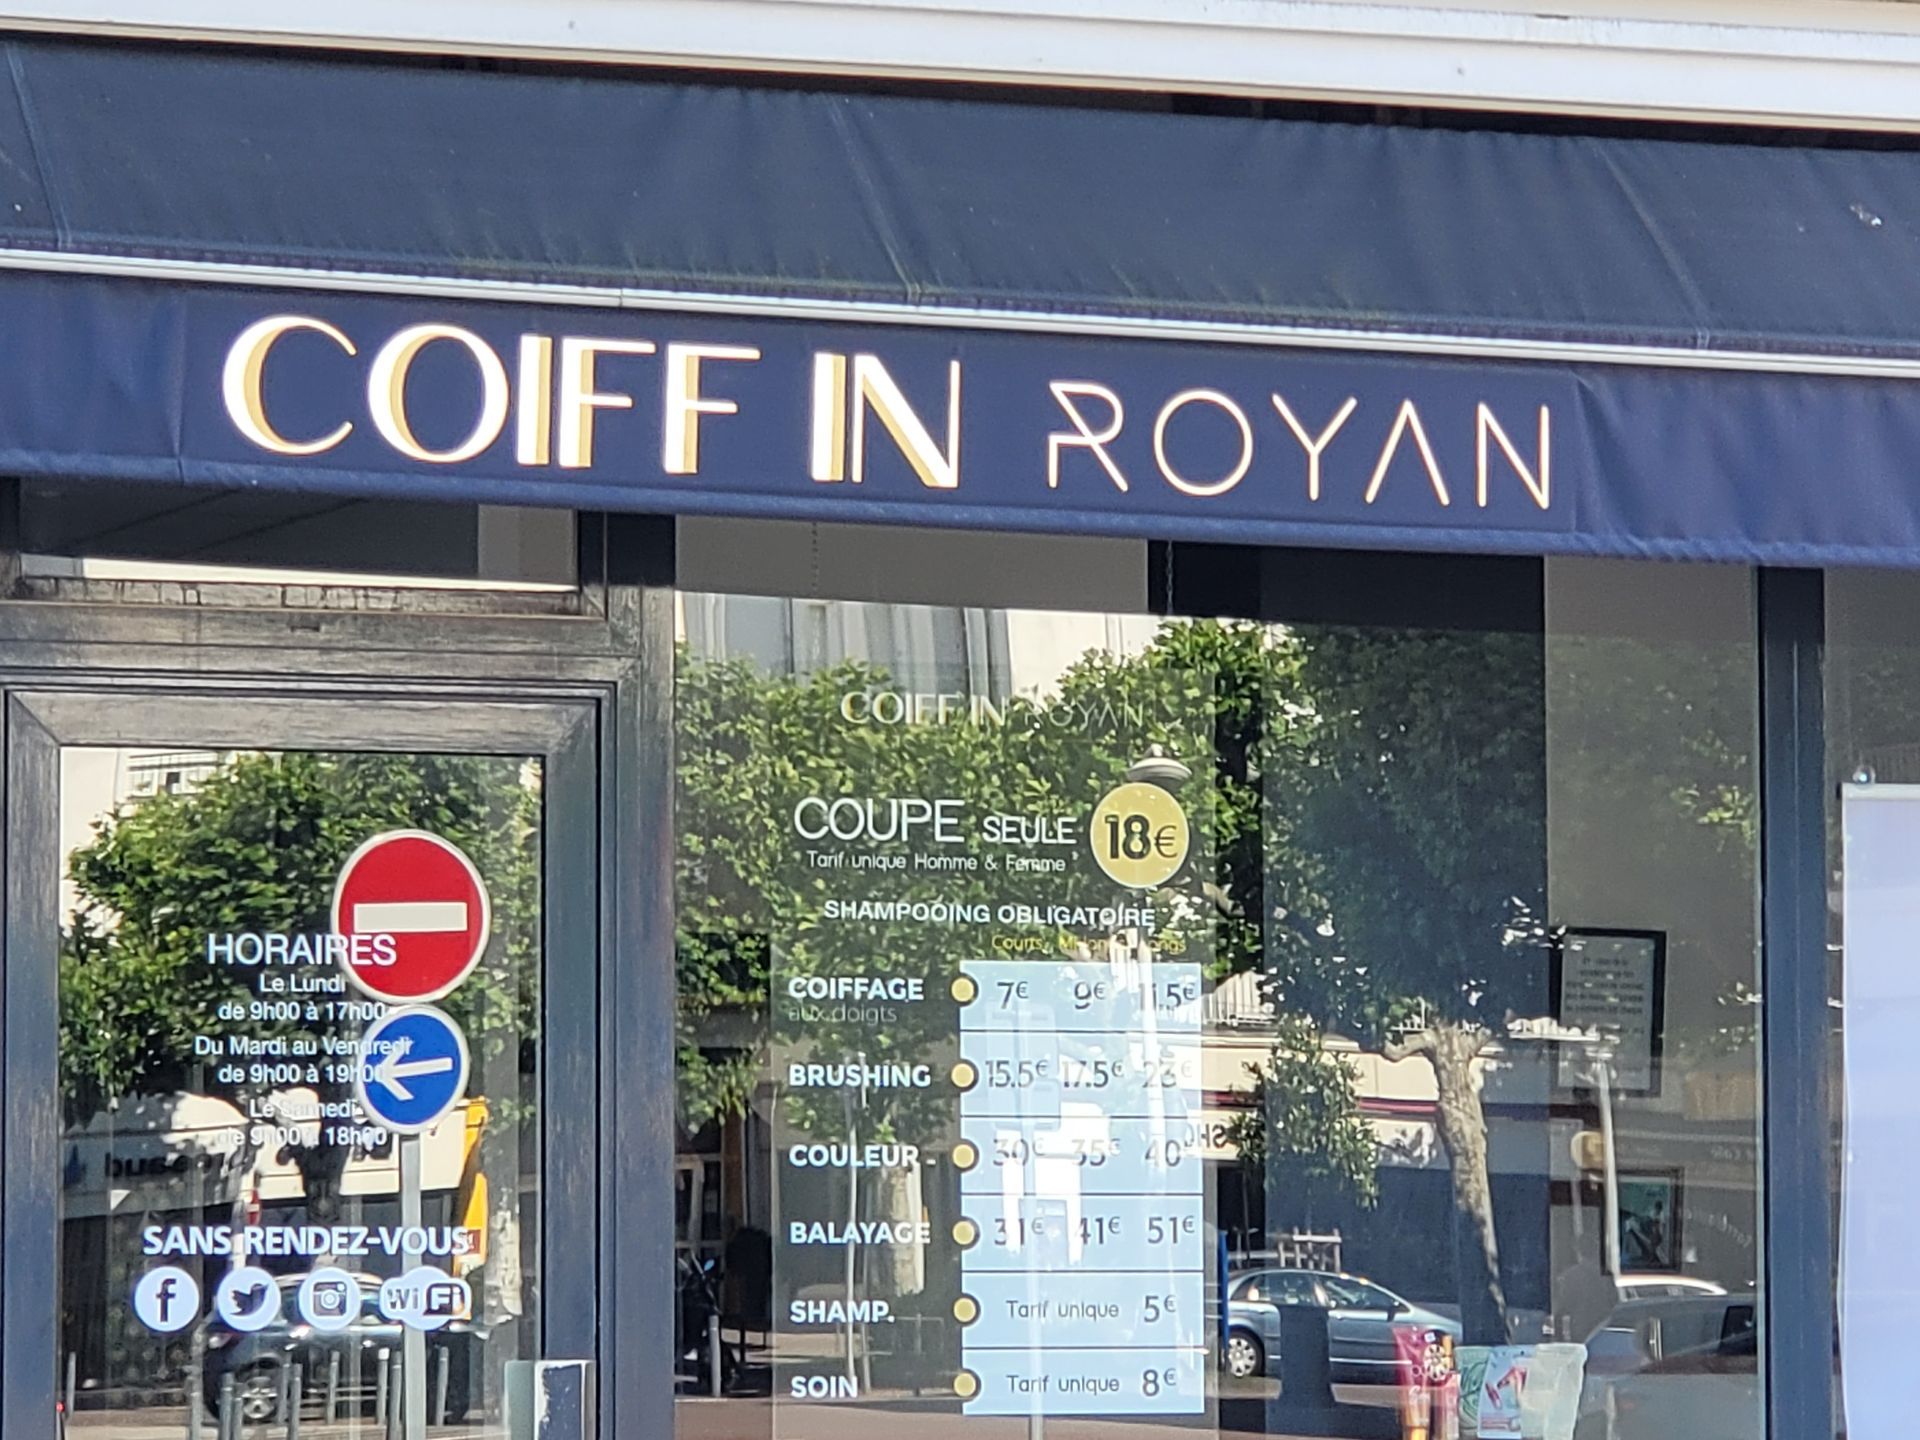 COIFF IN ROYAN
COIFF IN ROYAN
COUPE SEULE 18€
Tarif unique Homme & Femme
SHAMPOOING OBLIGATOIRE
Courts,
COIFFAGE 7€ 9€
aux doigts
BRUSHING 15.5€ 17.5€ 23€
COULEUR 30€ 35€ 40€
BALAYAGE 31€ 41€ 51€
SHAMP. Tarif unique 5€
SOIN Tarif unique 8€
HORAIRES
Le Lundi
de 9h00 à 17h00
Du Mardi au Vendredi
de 9h00 à 19h00
Le Samedi
de 9h00 à 18h00
SANS RENDEZ-VOUS!
f WiFi